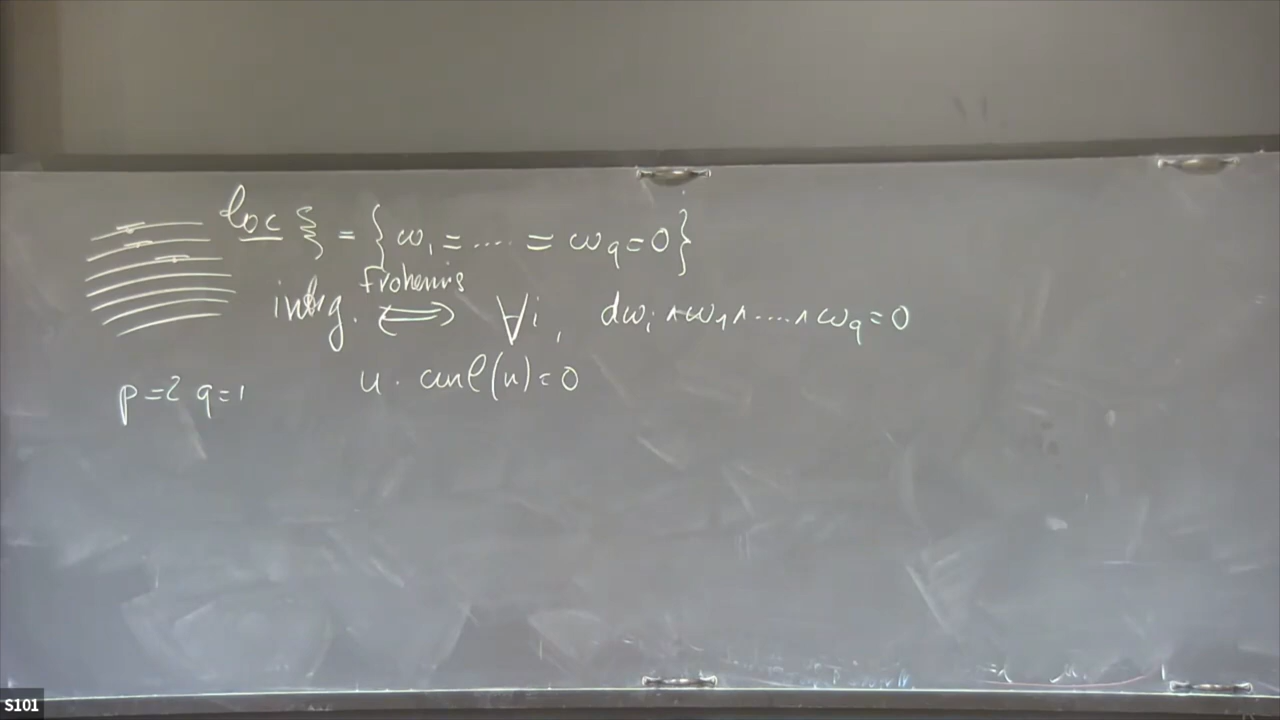 loc ξ = {ω₁ = .... = ω_q = 0}
Frobenius
integ. ⟺ ∀i, dω_i ∧ ω₁ ∧ .... ∧ ω_q = 0
p=2 q=1 u · curl(u) = 0
S101